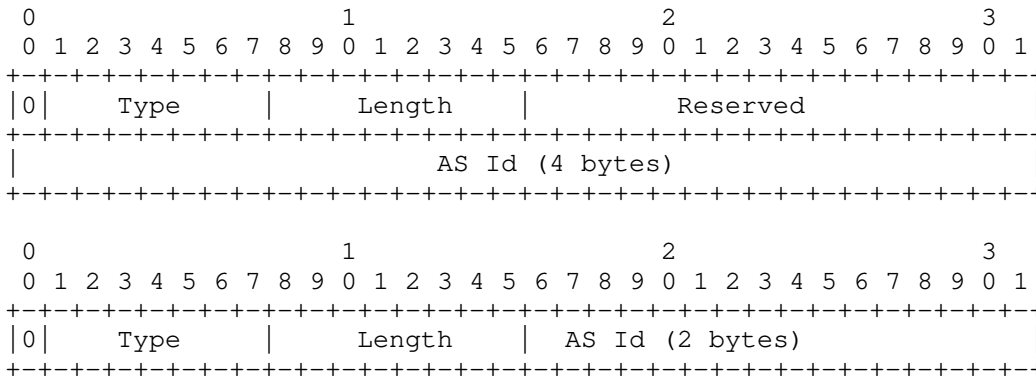 0                   1                   2                   3
 0 1 2 3 4 5 6 7 8 9 0 1 2 3 4 5 6 7 8 9 0 1 2 3 4 5 6 7 8 9 0 1
+-+-+-+-+-+-+-+-+-+-+-+-+-+-+-+-+-+-+-+-+-+-+-+-+-+-+-+-+-+-+-+-
|0|    Type     |     Length    |         Reserved              |
+-+-+-+-+-+-+-+-+-+-+-+-+-+-+-+-+-+-+-+-+-+-+-+-+-+-+-+-+-+-+-+-
|                          AS Id (4 bytes)                      |
+-+-+-+-+-+-+-+-+-+-+-+-+-+-+-+-+-+-+-+-+-+-+-+-+-+-+-+-+-+-+-+-

 0                   1                   2                   3
 0 1 2 3 4 5 6 7 8 9 0 1 2 3 4 5 6 7 8 9 0 1 2 3 4 5 6 7 8 9 0 1
+-+-+-+-+-+-+-+-+-+-+-+-+-+-+-+-+-+-+-+-+-+-+-+-+-+-+-+-+-+-+-+-
|0|    Type     |     Length    |  AS Id (2 bytes)              |
+-+-+-+-+-+-+-+-+-+-+-+-+-+-+-+-+-+-+-+-+-+-+-+-+-+-+-+-+-+-+-+-